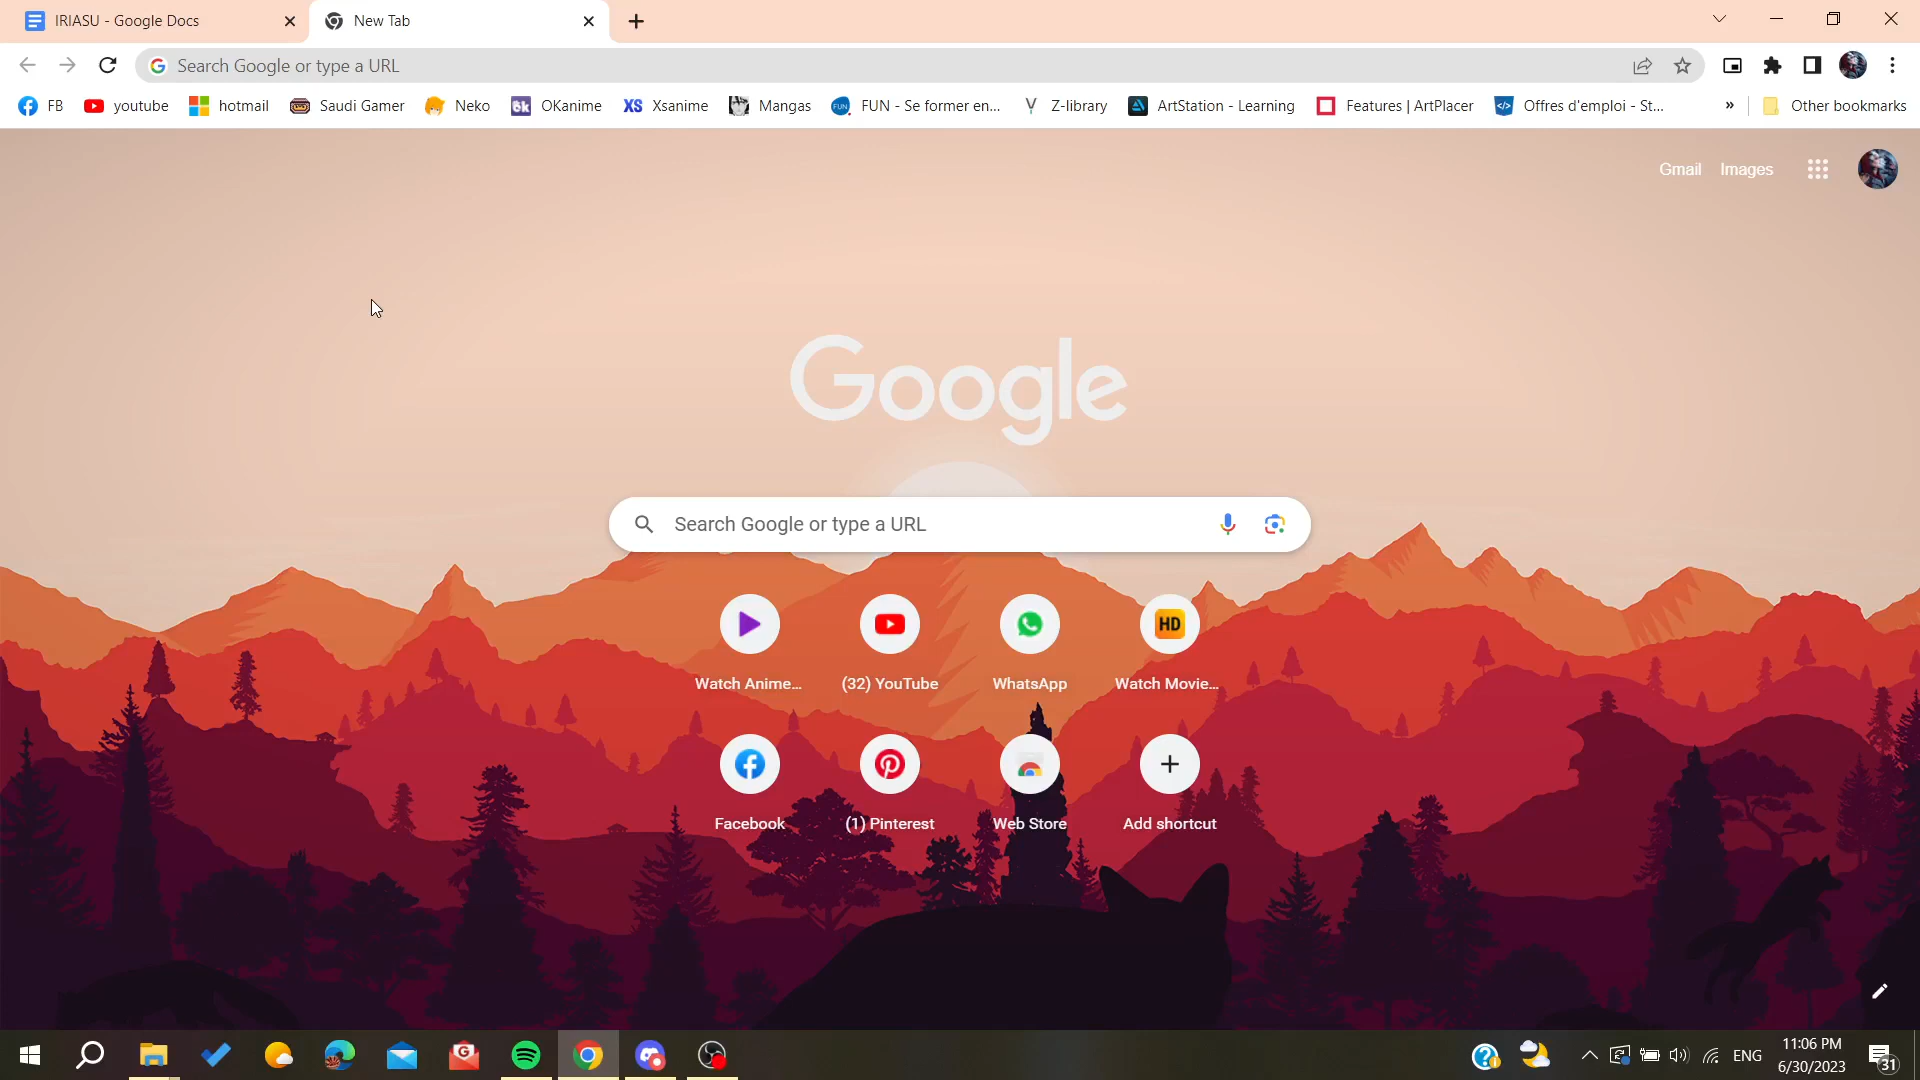 IRIASU - Google Docs
New Tab
Search Google or type a URL
FB
youtube
hotmail
Saudi Gamer
Neko
OKanime
Xsanime
Mangas
FUN - Se former en...
Z-library
ArtStation - Learning
Features | ArtPlacer
Offres d'emploi - St...
»
Other bookmarks
Gmail
Images
Google
Search Google or type a URL
HD
Watch Anime...
(32) YouTube
WhatsApp
Watch Movie...
Facebook
(1) Pinterest
Web Store
Add shortcut
ENG
11:06 PM
6/30/2023
31